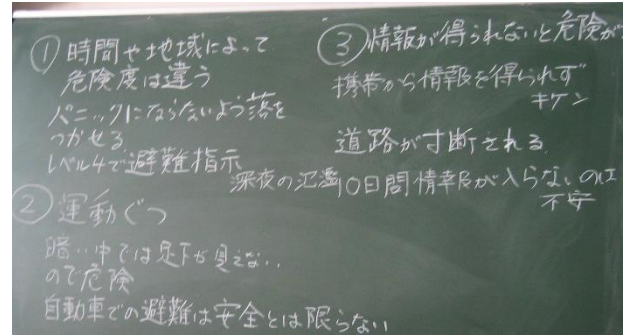 ① 時間や地域によって
危険度は違う
パニックにならないよう落を
つかせる
レベル4で避難指示
② 運動ぐつ
暗い中では足下が見えない
ので危険
自動車での避難は安全とは限らない
③ 情報が得られないと危険が
携帯から情報を得られず
キケン
道路が寸断される
深夜の氾濫
10日間情報が入らないのは
不安